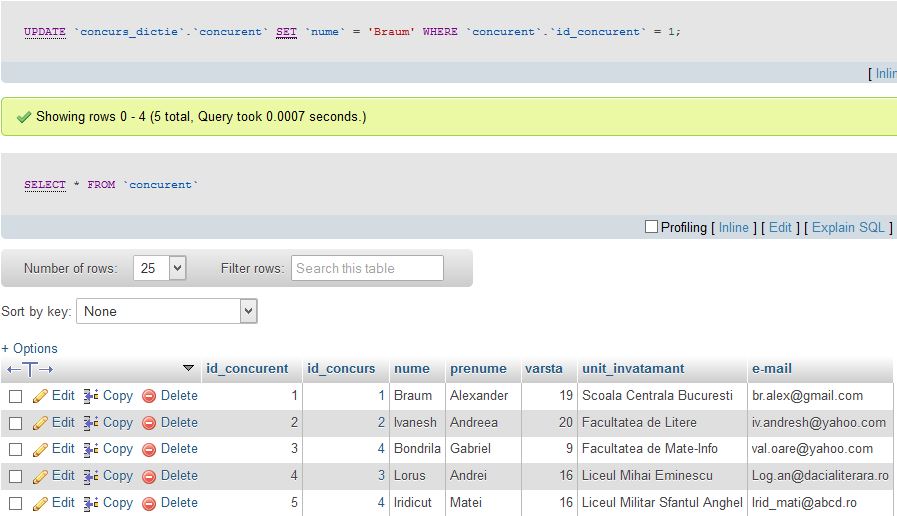 UPDATE `concurs_dictie`.`concurent` SET `nume` = 'Braum' WHERE `concurent`.`id_concurent` = 1;
[ Inlin
Showing rows 0 - 4 (5 total, Query took 0.0007 seconds.)
SELECT * FROM `concurent`
Profiling [ Inline ] [ Edit ] [ Explain SQL ]
Number of rows: 25 Filter rows: Search this table
Sort by key: None
+ Options
←T→ id_concurent id_concurs nume prenume varsta unit_invatamant e-mail
Edit Copy Delete 1 1 Braum Alexander 19 Scoala Centrala Bucuresti br.alex@gmail.com
Edit Copy Delete 2 2 Ivanesh Andreea 20 Facultatea de Litere iv.andresh@yahoo.com
Edit Copy Delete 3 4 Bondrila Gabriel 9 Facultatea de Mate-Info val.oare@yahoo.com
Edit Copy Delete 4 3 Lorus Andrei 16 Liceul Mihai Eminescu Log.an@dacialiterara.ro
Edit Copy Delete 5 4 Iridicut Matei 16 Liceul Militar Sfantul Anghel Irid_mati@abcd.ro